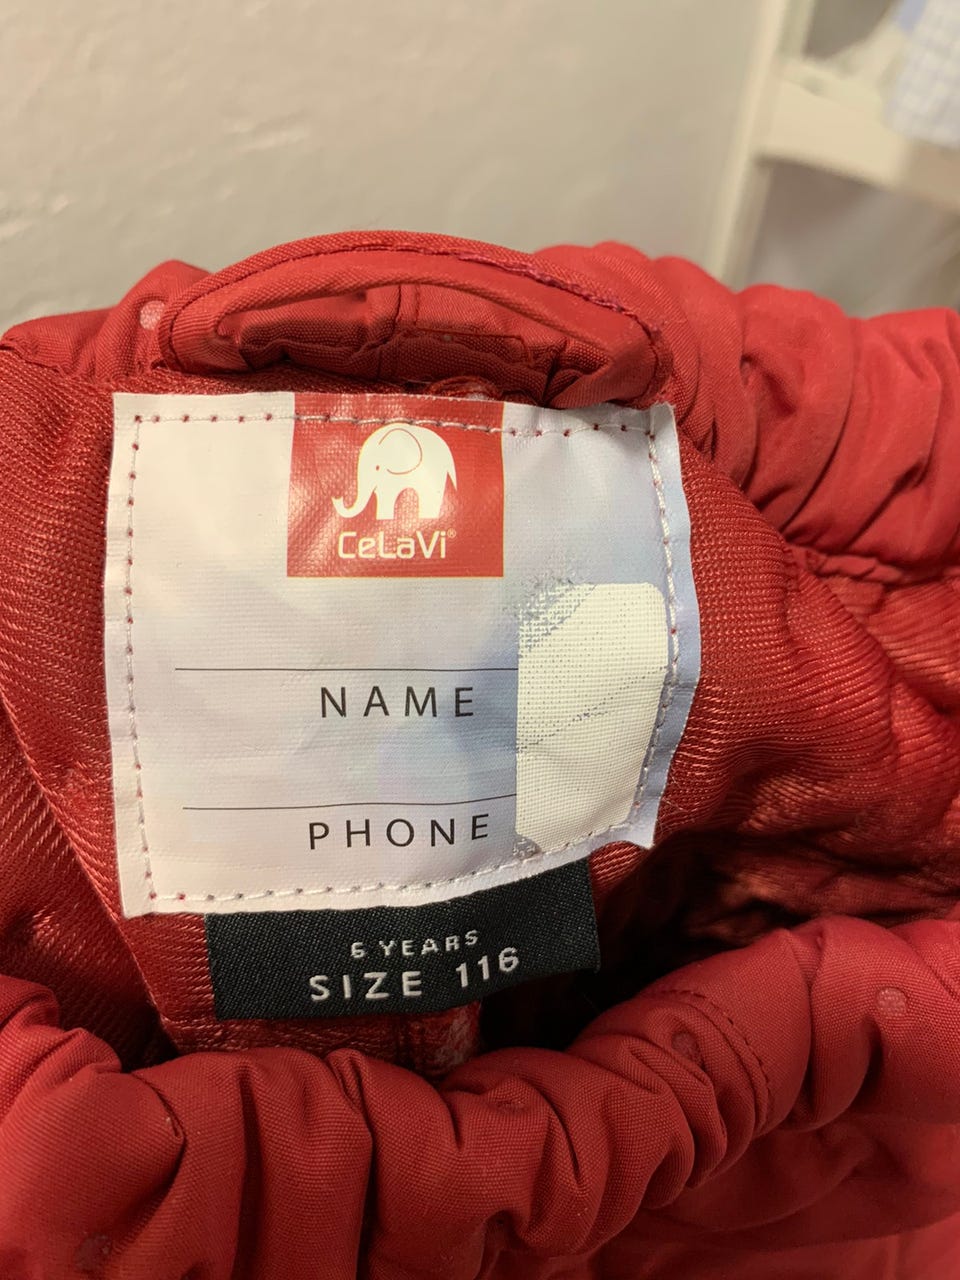 CeLaVi®
NAME
PHONE
6 YEARS
SIZE 116